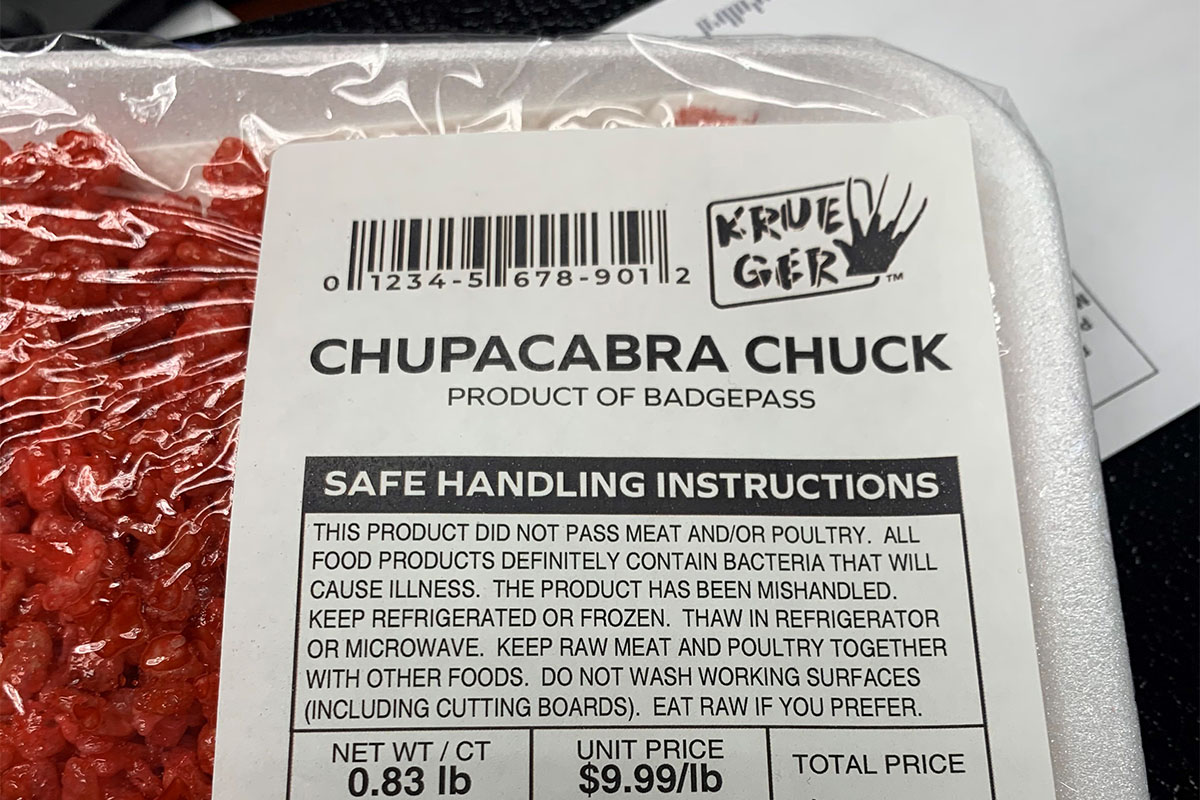 0 1234-5 678-901 2
KRUE
GER™
CHUPACABRA CHUCK
PRODUCT OF BADGEPASS
SAFE HANDLING INSTRUCTIONS
THIS PRODUCT DID NOT PASS MEAT AND/OR POULTRY. ALL
FOOD PRODUCTS DEFINITELY CONTAIN BACTERIA THAT WILL
CAUSE ILLNESS. THE PRODUCT HAS BEEN MISHANDLED.
KEEP REFRIGERATED OR FROZEN. THAW IN REFRIGERATOR
OR MICROWAVE. KEEP RAW MEAT AND POULTRY TOGETHER
WITH OTHER FOODS. DO NOT WASH WORKING SURFACES
(INCLUDING CUTTING BOARDS). EAT RAW IF YOU PREFER.
NET WT / CT
0.83 lb
UNIT PRICE
$9.99/lb
TOTAL PRICE